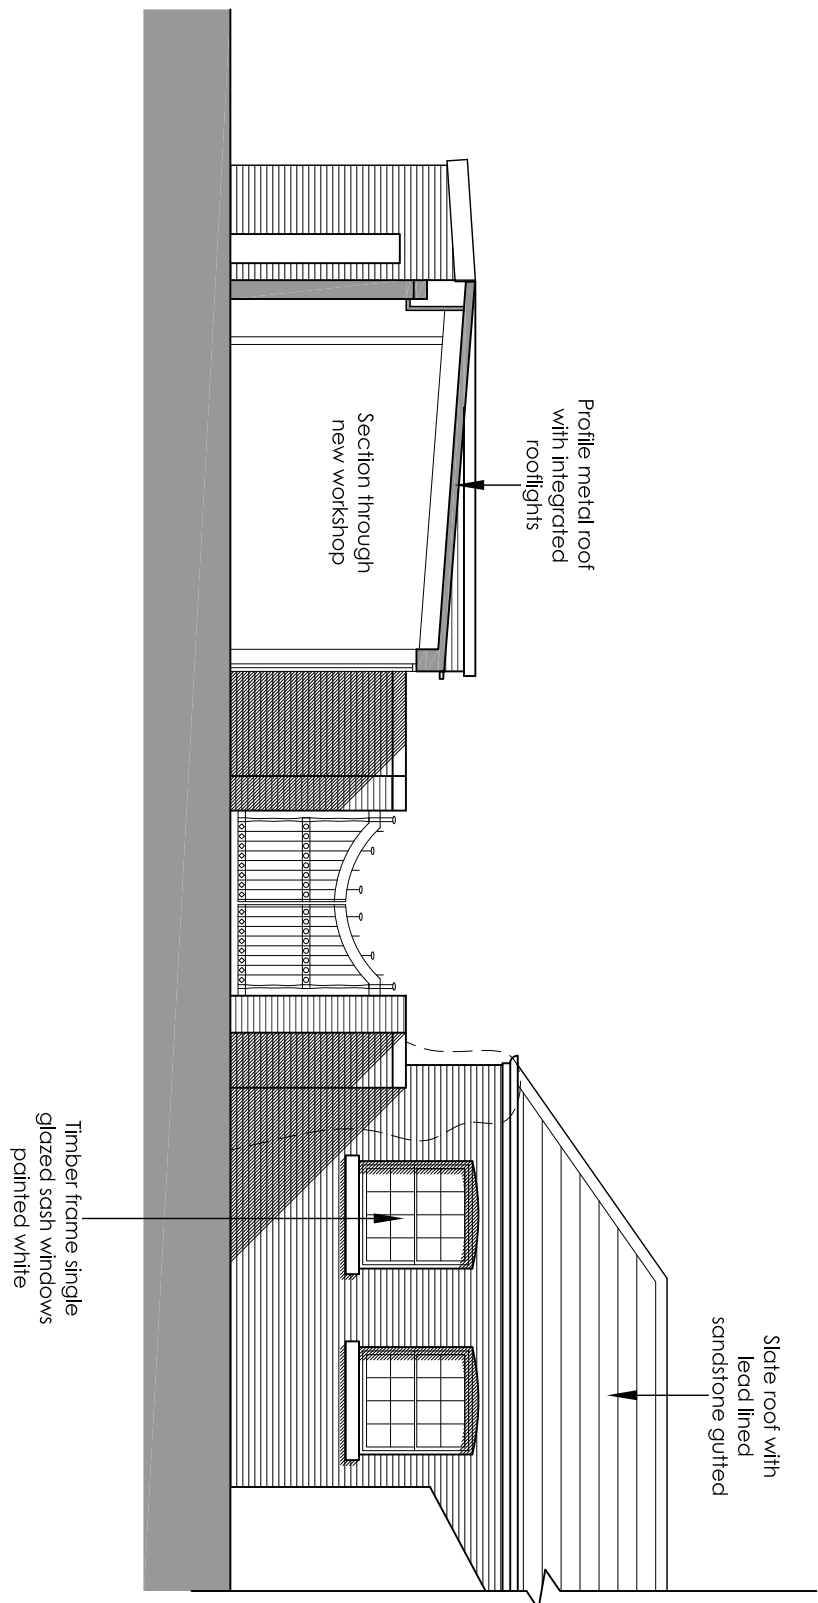 Profile metal roof
with integrated
rooflights
Section through
new workshop
Slate roof with
lead lined
sandstone gutted
Timber frame single
glazed sash windows
painted white